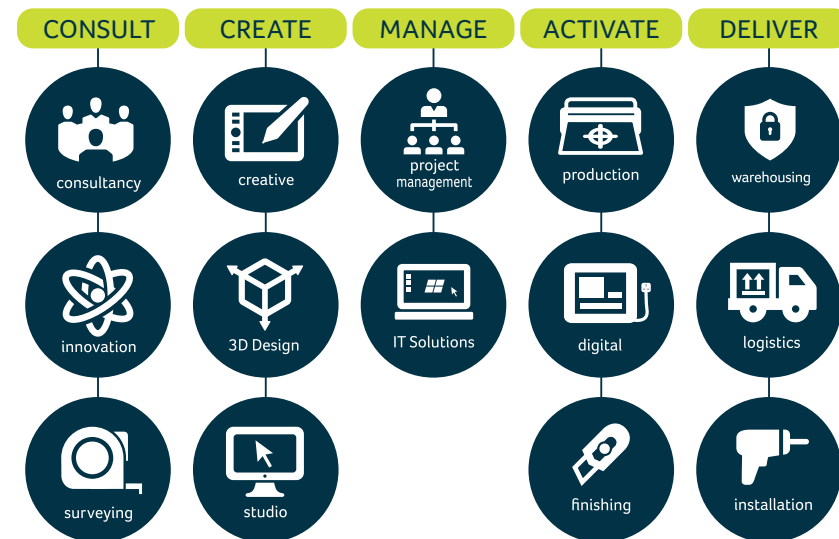 CONSULT
CREATE
MANAGE
ACTIVATE
DELIVER
consultancy
creative
project
management
production
warehousing
innovation
3D Design
IT Solutions
digital
logistics
surveying
studio
finishing
installation